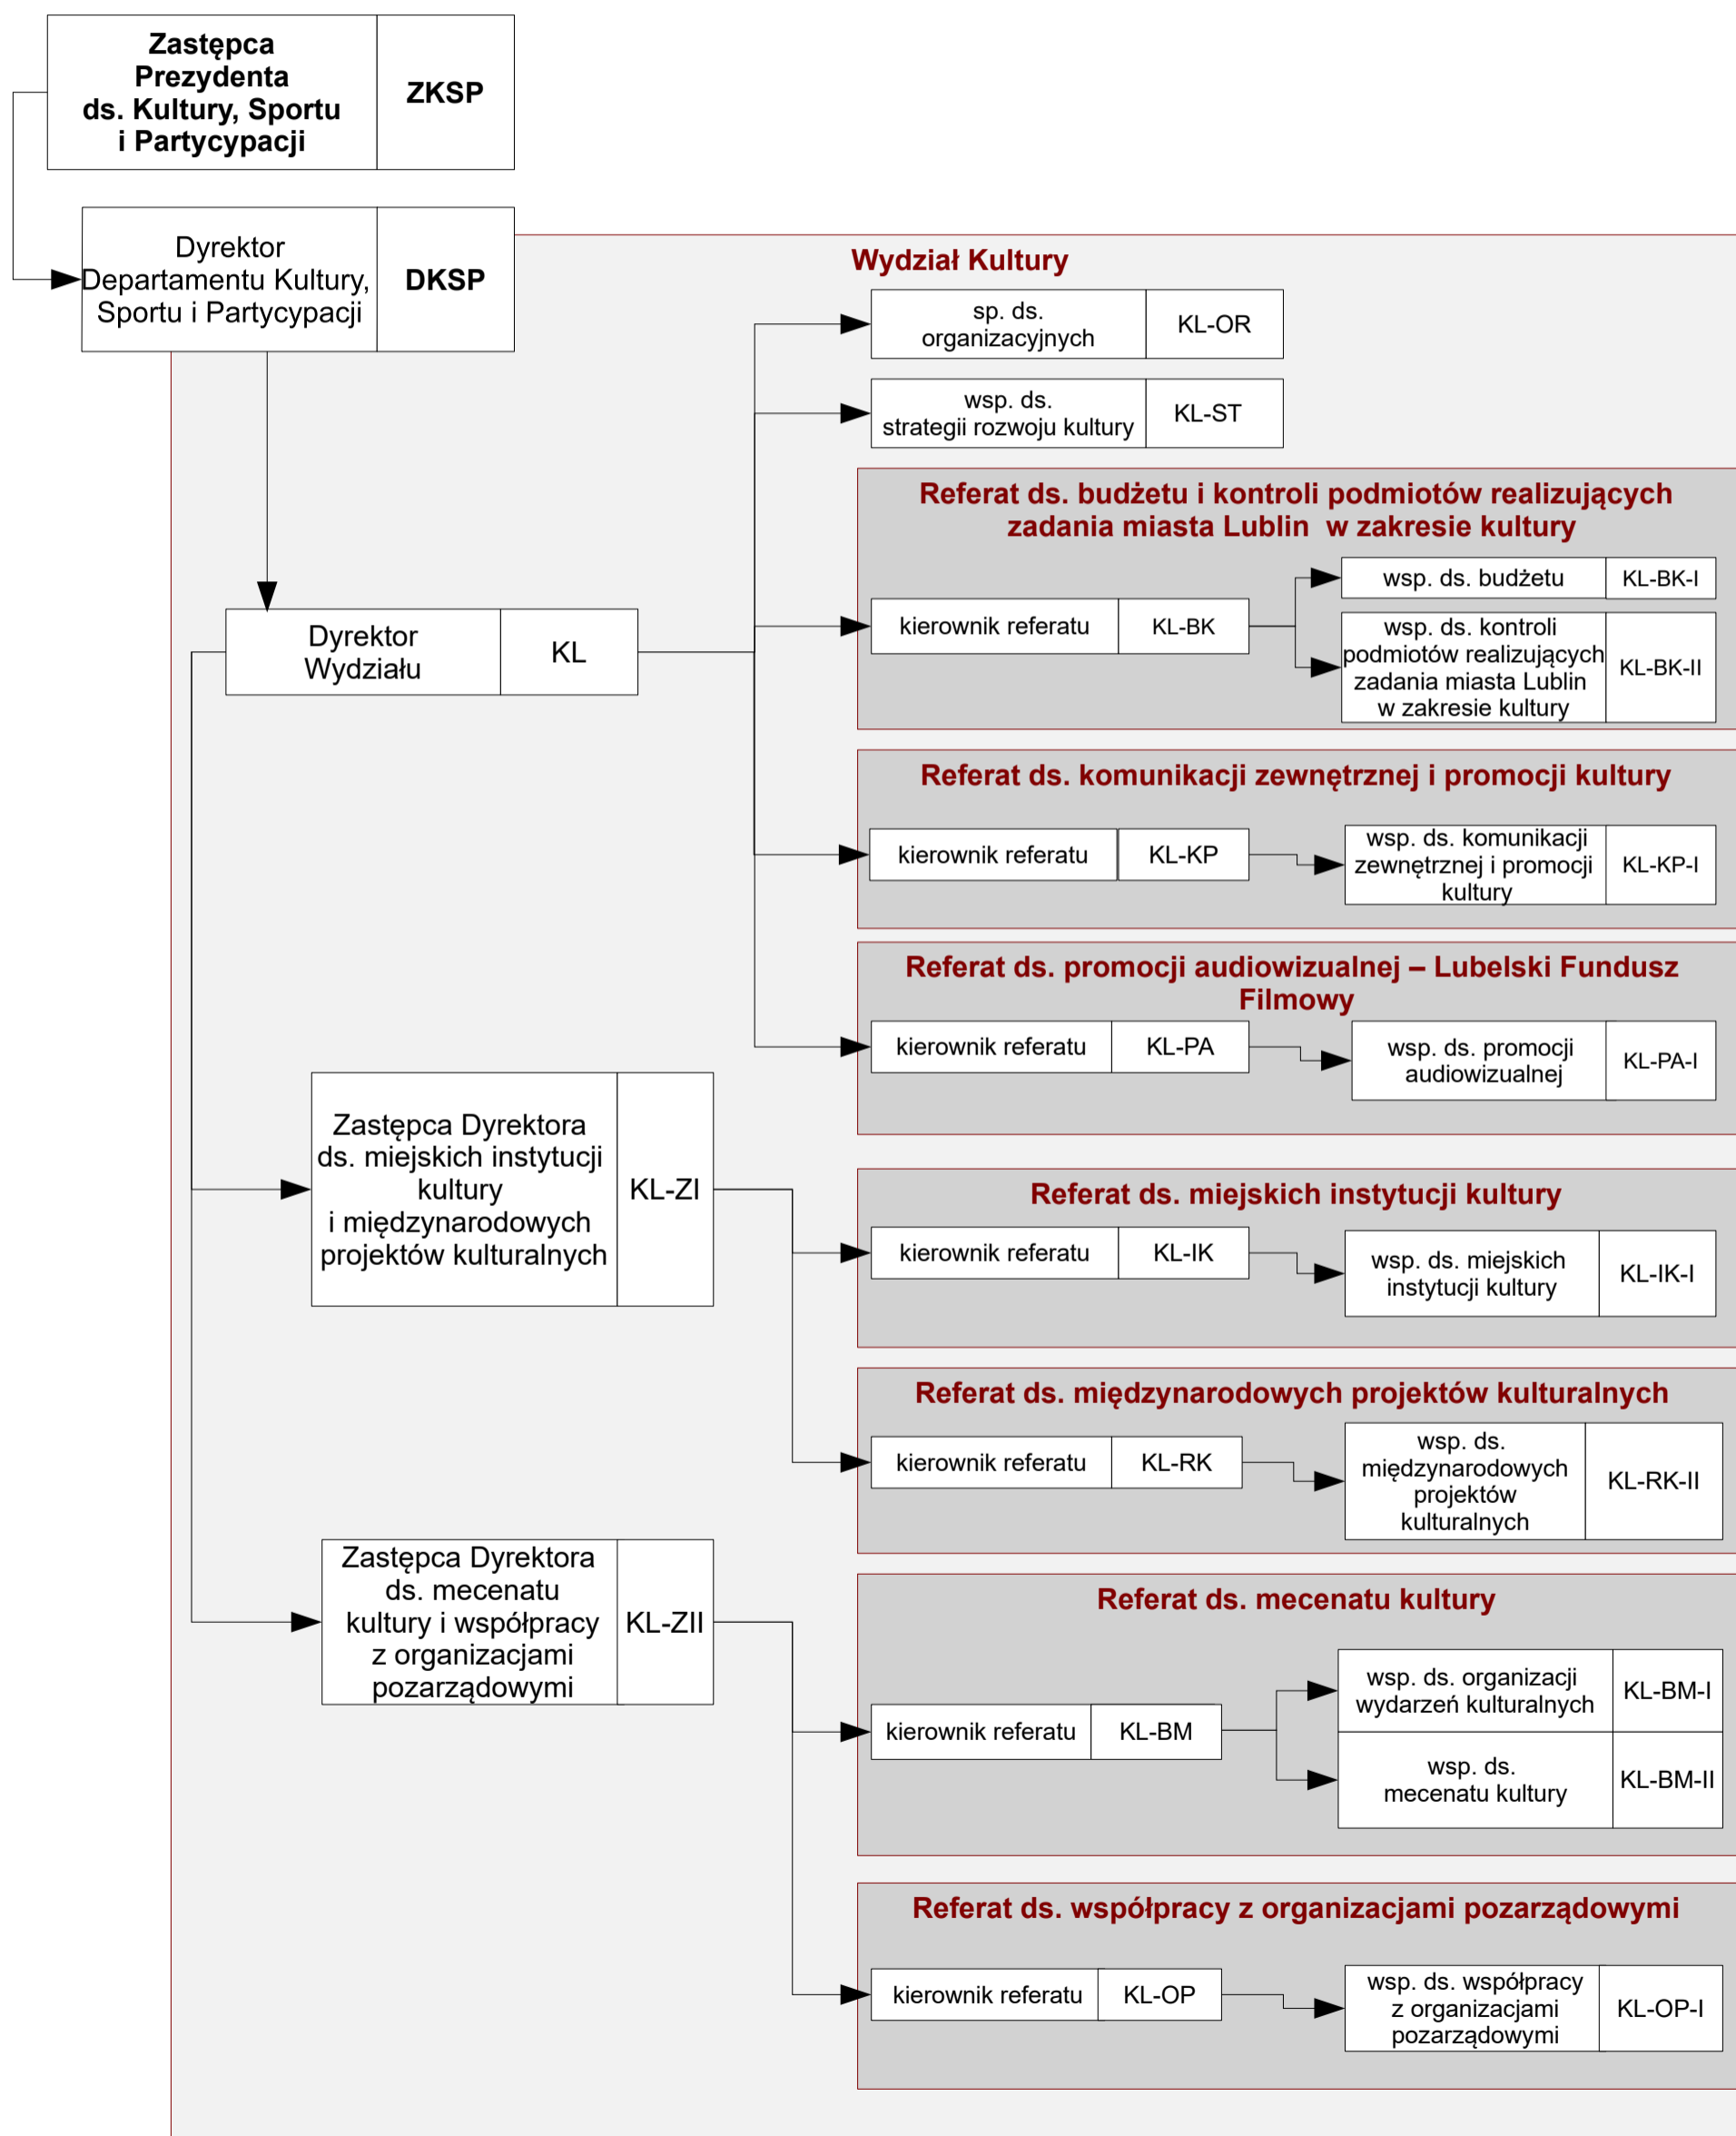 Zastępca
Prezydenta
ds. Kultury, Sportu
i Partycypacji
ZKSP
Dyrektor
Departamentu Kultury,
Sportu i Partycypacji
DKSP
Wydział Kultury
sp. ds.
organizacyjnych
KL-OR
wsp. ds.
strategii rozwoju kultury
KL-ST
Referat ds. budżetu i kontroli podmiotów realizujących
zadania miasta Lublin w zakresie kultury
kierownik referatu
KL-BK
wsp. ds. budżetu
KL-BK-I
wsp. ds. kontroli
podmiotów realizujących
zadania miasta Lublin
w zakresie kultury
KL-BK-II
Dyrektor
Wydziału
KL
Referat ds. komunikacji zewnętrznej i promocji kultury
kierownik referatu
KL-KP
wsp. ds. komunikacji
zewnętrznej i promocji
kultury
KL-KP-I
Referat ds. promocji audiowizualnej – Lubelski Fundusz
Filmowy
kierownik referatu
KL-PA
wsp. ds. promocji
audiowizualnej
KL-PA-I
Zastępca Dyrektora
ds. miejskich instytucji
kultury
i międzynarodowych
projektów kulturalnych
KL-ZI
Referat ds. miejskich instytucji kultury
kierownik referatu
KL-IK
wsp. ds. miejskich
instytucji kultury
KL-IK-I
Referat ds. międzynarodowych projektów kulturalnych
kierownik referatu
KL-RK
wsp. ds.
międzynarodowych
projektów
kulturalnych
KL-RK-II
Zastępca Dyrektora
ds. mecenatu
kultury i współpracy
z organizacjami
pozarządowymi
KL-ZII
Referat ds. mecenatu kultury
kierownik referatu
KL-BM
wsp. ds. organizacji
wydarzeń kulturalnych
KL-BM-I
wsp. ds.
mecenatu kultury
KL-BM-II
Referat ds. współpracy z organizacjami pozarządowymi
kierownik referatu
KL-OP
wsp. ds. współpracy
z organizacjami
pozarządowymi
KL-OP-I